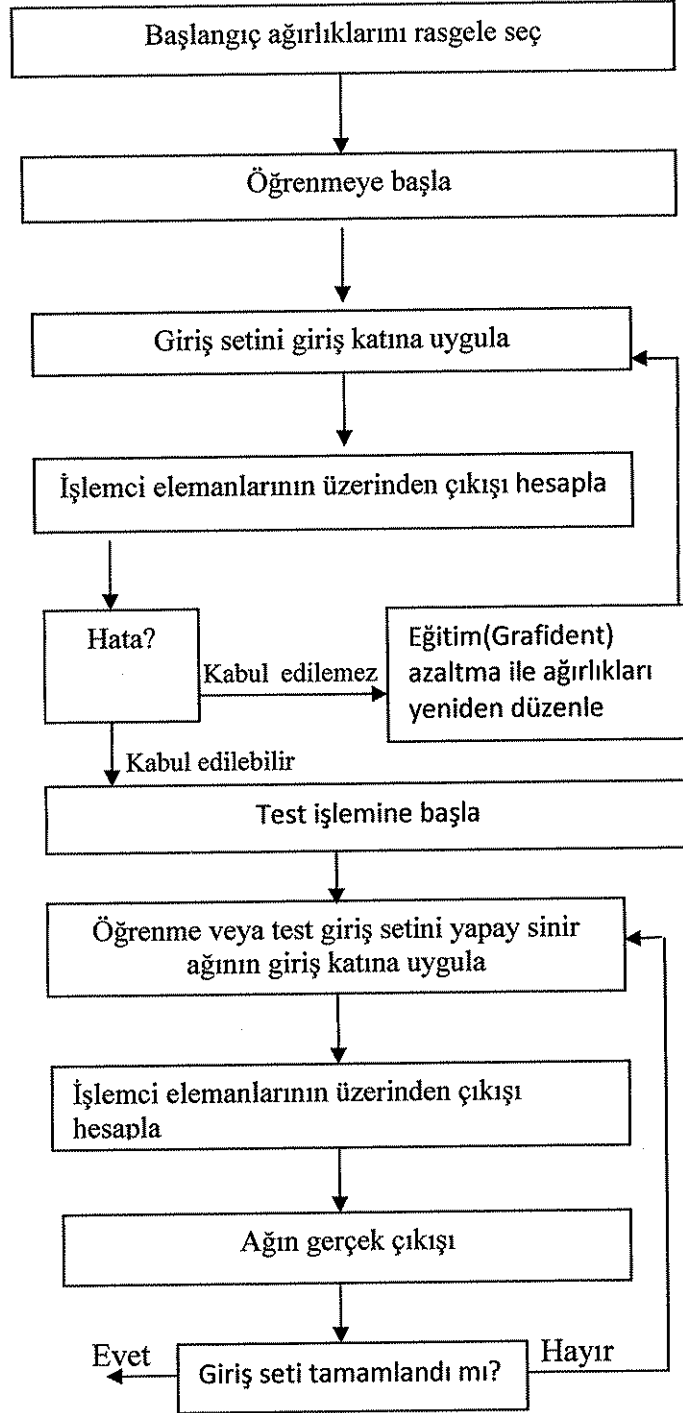 Başlangıç ağırlıklarını rasgele seç
Öğrenmeye başla
Giriş setini giriş katına uygula
İşlemci elemanlarının üzerinden çıkışı hesapla
Hata?
Kabul edilemez
Eğitim(Grafident)
azaltma ile ağırlıkları
yeniden düzenle
Kabul edilebilir
Test işlemine başla
Öğrenme veya test giriş setini yapay sinir
ağının giriş katına uygula
İşlemci elemanlarının üzerinden çıkışı
hesapla
Ağın gerçek çıkışı
Evet
Giriş seti tamamlandı mı?
Hayır